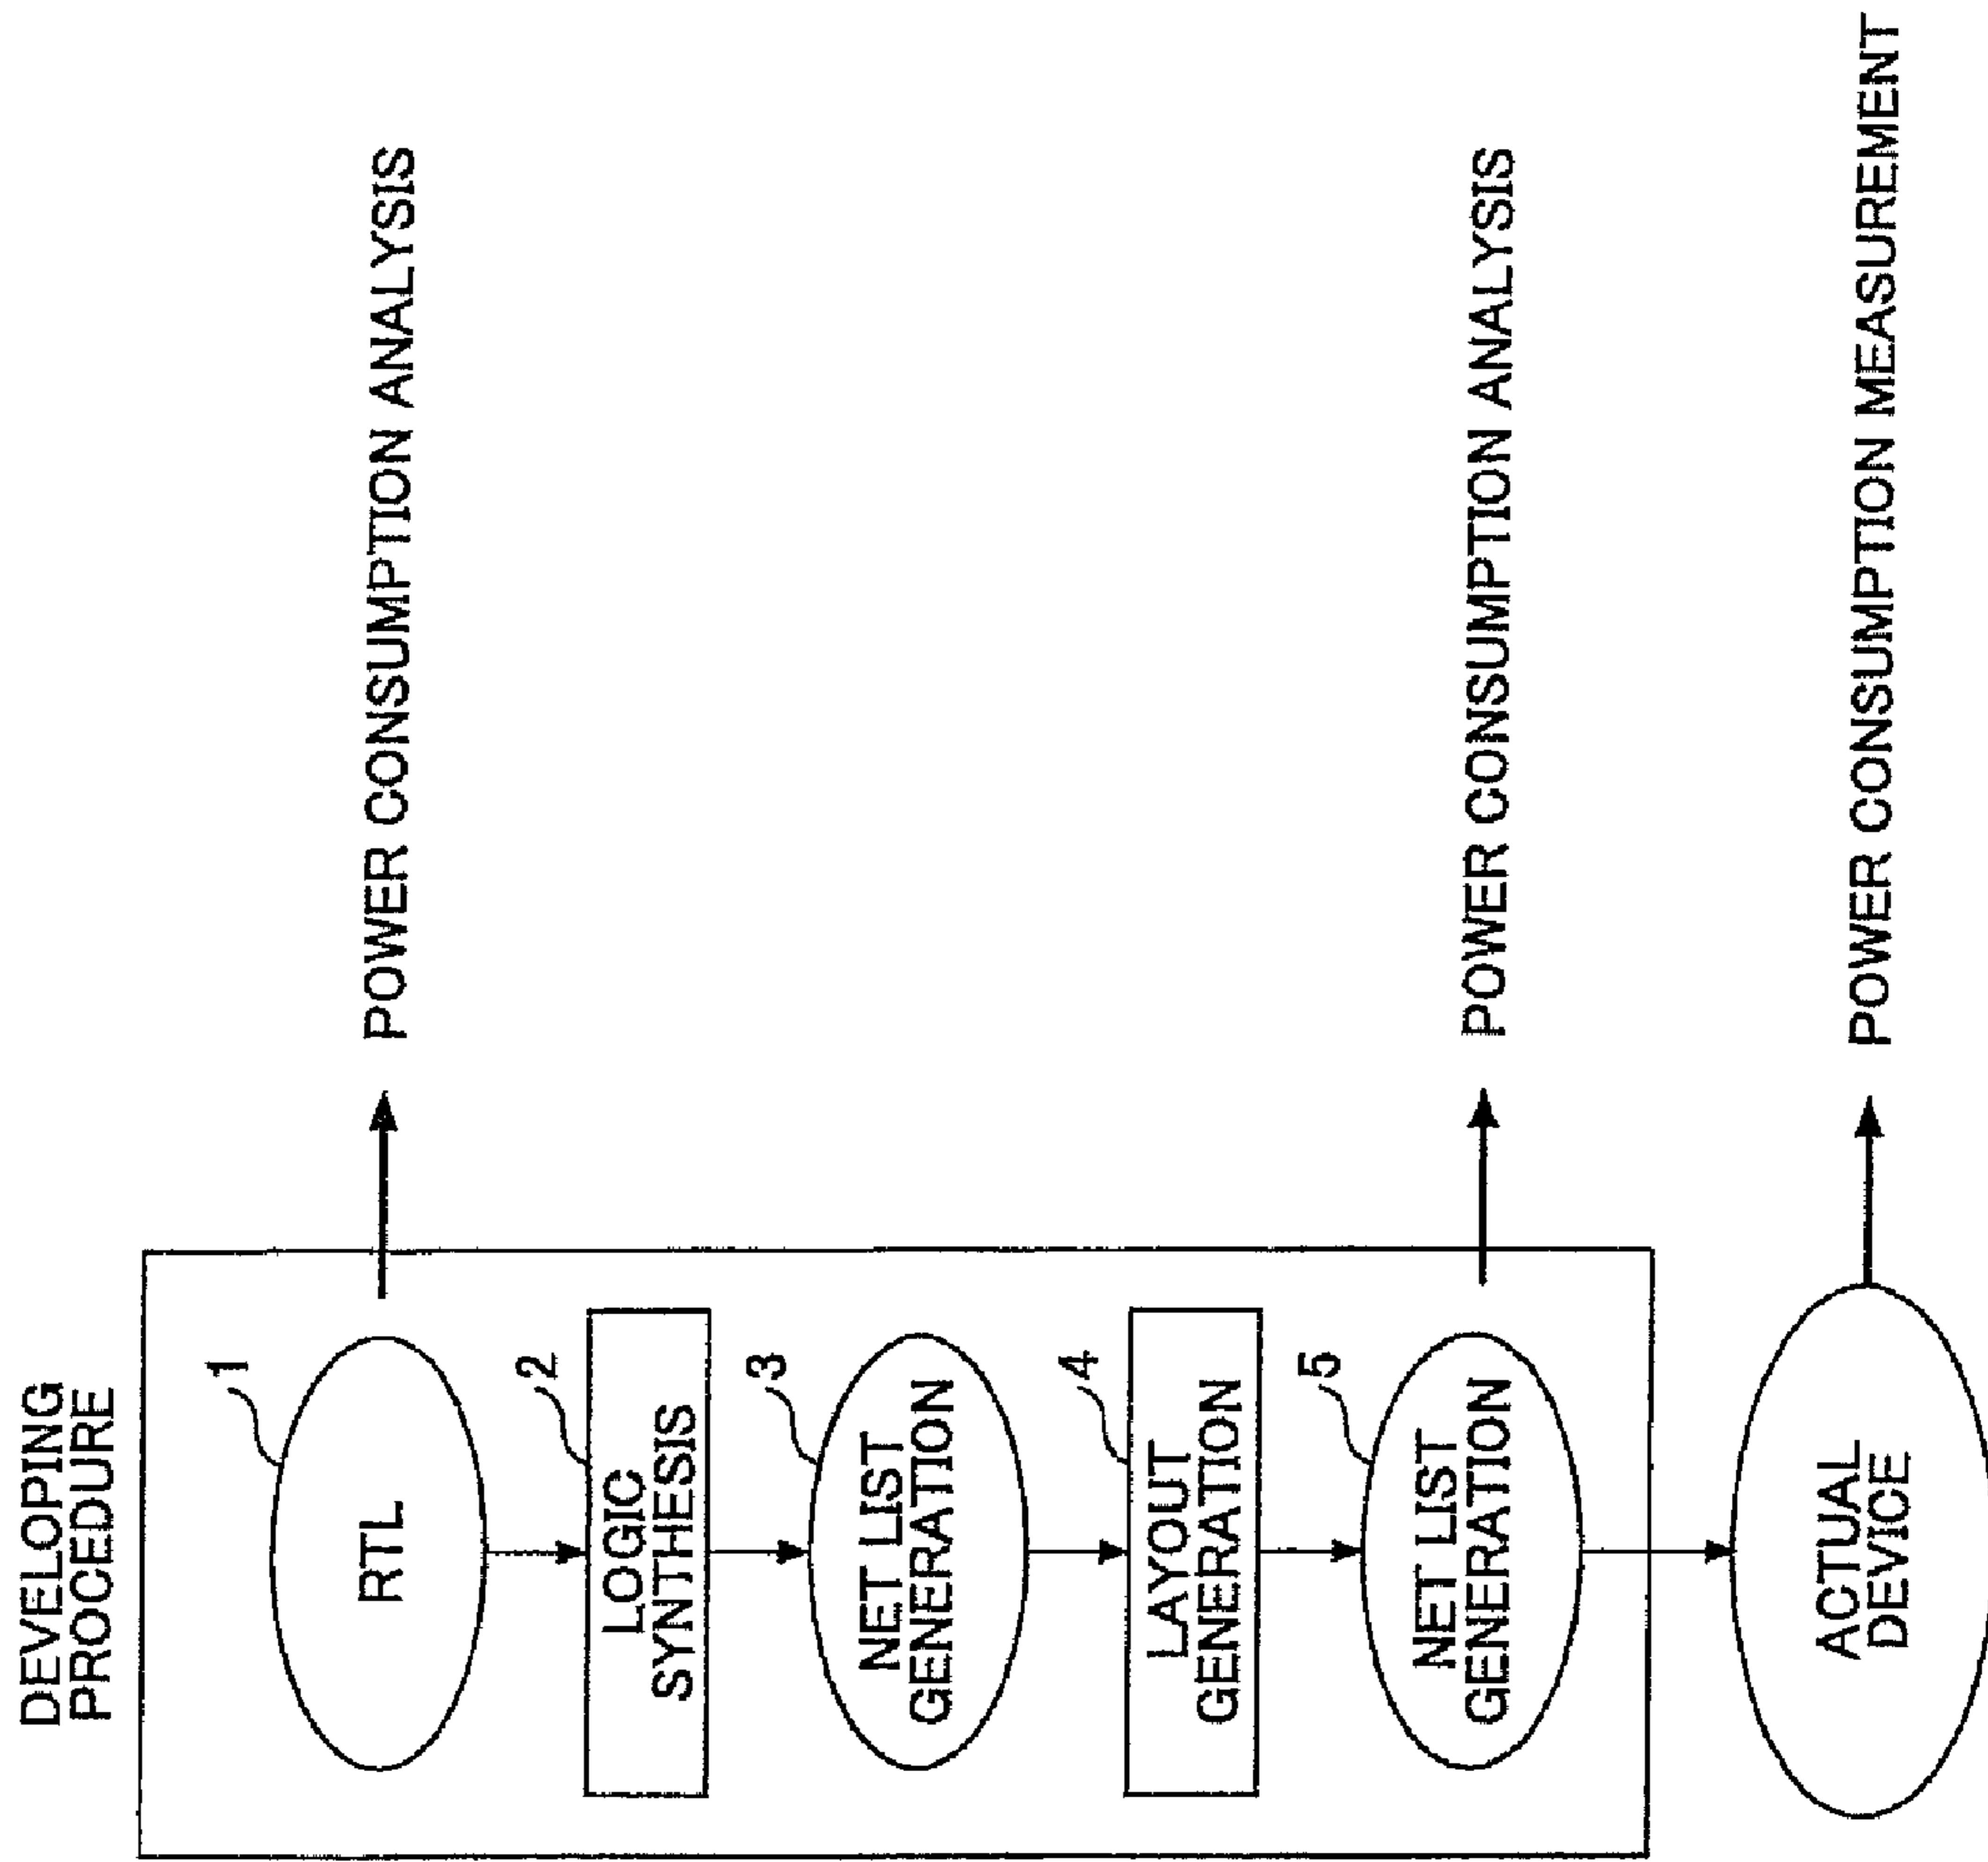 DEVELOPING
PROCEDURE
1
RTL
POWER CONSUMPTION ANALYSIS
2
LOGIC
SYNTHESIS
3
NET LIST
GENERATION
4
LAYOUT
GENERATION
5
NET LIST
GENERATION
POWER CONSUMPTION ANALYSIS
ACTUAL
DEVICE
POWER CONSUMPTION MEASUREMENT